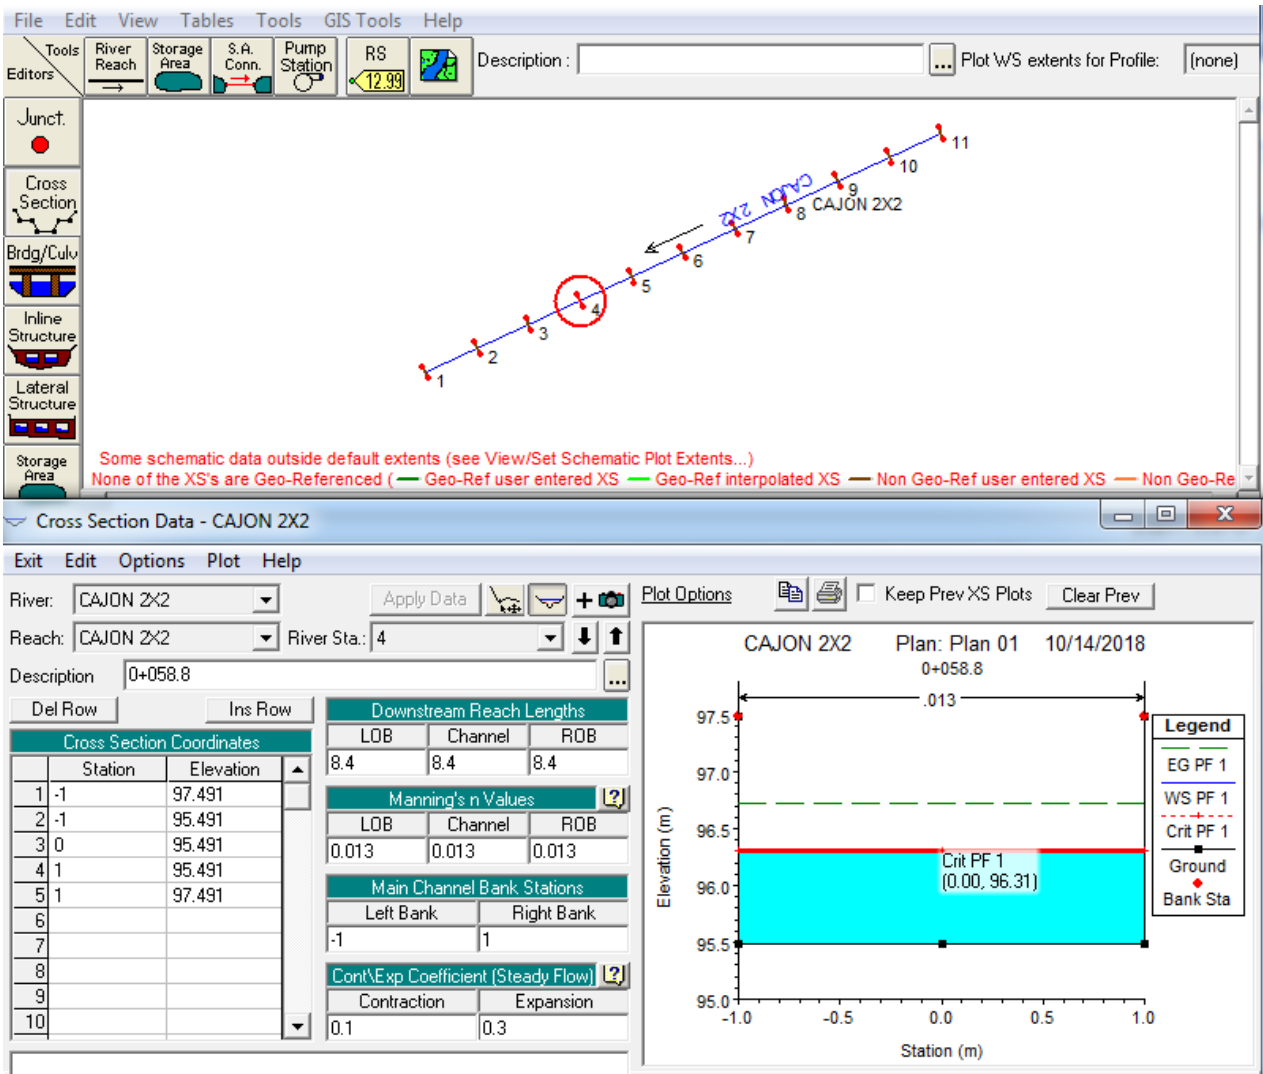 File Edit View Tables Tools GIS Tools Help
Tools
Editors
River Reach
Storage Area
S.A. Conn.
Pump Station
RS
12.99
Description :
...
Plot WS extents for Profile:
(none)
Junct.
Cross Section
Brdg/Culv
Inline Structure
Lateral Structure
Storage Area
11
10
9
CAJON 2X2
8
CAJON 2X2
7
6
5
4
3
2
1
Some schematic data outside default extents (see View/Set Schematic Plot Extents...)
None of the XS's are Geo-Referenced ( Geo-Ref user entered XS Geo-Ref interpolated XS Non Geo-Ref user entered XS Non Geo-Re
Cross Section Data - CAJON 2X2
Exit Edit Options Plot Help
River: CAJON 2X2
Apply Data
+
Reach: CAJON 2X2
River Sta.: 4
Description 0+058.8
...
Del Row Ins Row
Cross Section Coordinates
Station Elevation
1 -1 97.491
2 -1 95.491
3 0 95.491
4 1 95.491
5 1 97.491
6
7
8
9
10
Downstream Reach Lengths
LOB Channel ROB
8.4 8.4 8.4
Manning's n Values ?
LOB Channel ROB
0.013 0.013 0.013
Main Channel Bank Stations
Left Bank Right Bank
-1 1
Cont\Exp Coefficient (Steady Flow) ?
Contraction Expansion
0.1 0.3
Plot Options
Keep Prev XS Plots
Clear Prev
CAJON 2X2 Plan: Plan 01 10/14/2018
0+058.8
.013
97.5
97.0
96.5
96.0
95.5
95.0
Elevation (m)
-1.0 -0.5 0.0 0.5 1.0
Station (m)
Crit PF 1
(0.00, 96.31)
Legend
EG PF 1
WS PF 1
Crit PF 1
Ground
Bank Sta